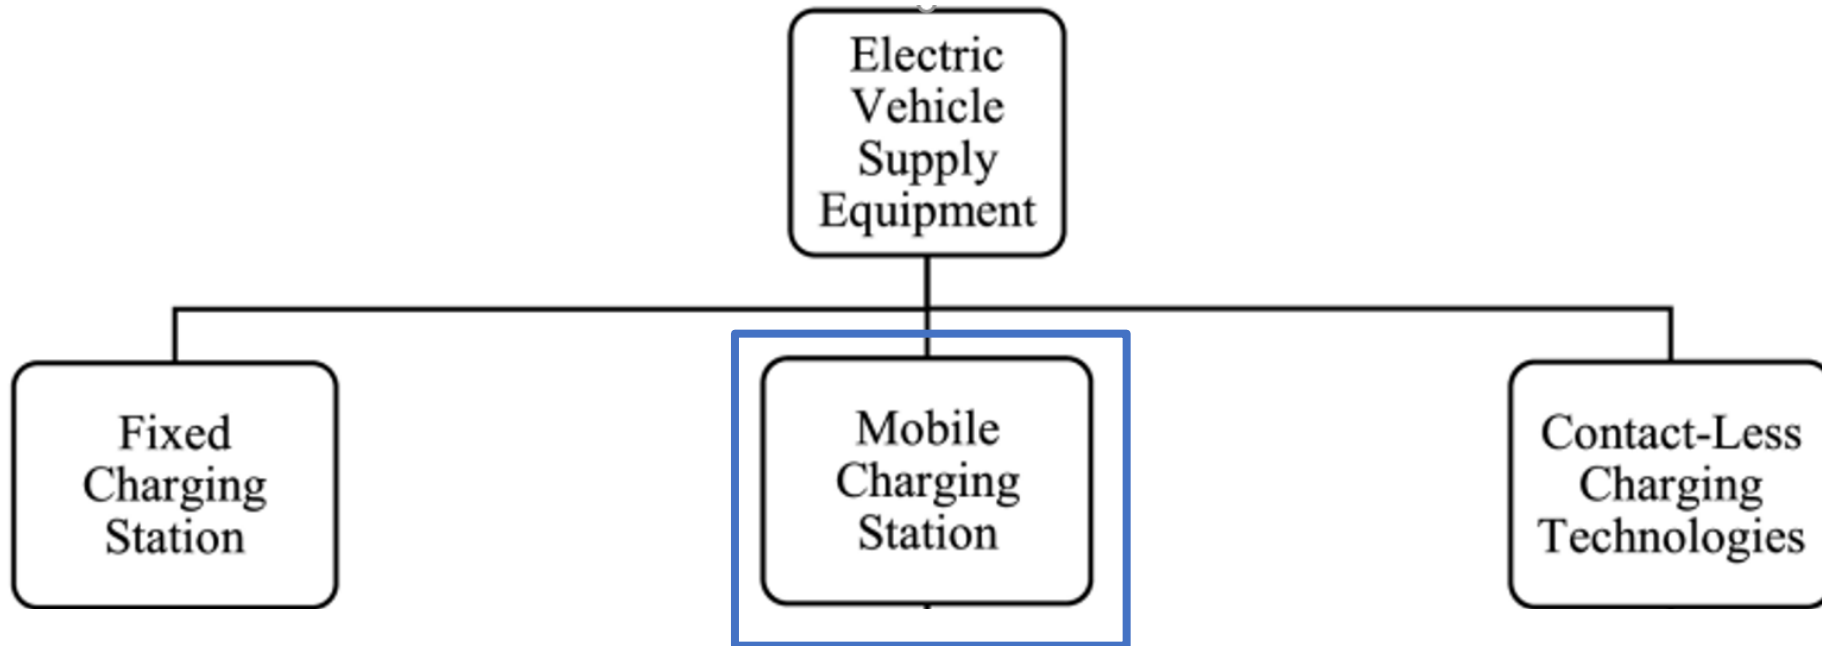 Electric
Vehicle
Supply
Equipment
Fixed
Charging
Station
Mobile
Charging
Station
Contact-Less
Charging
Technologies